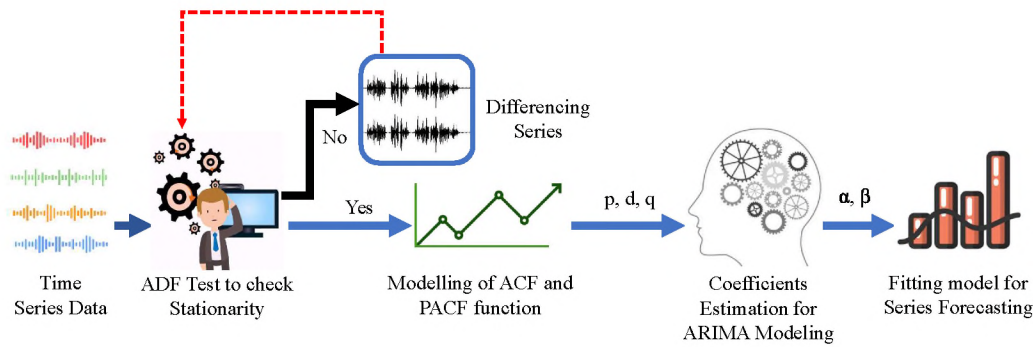 Differencing
Series
No
Yes
p, d, q
α, β
Time
Series Data
ADF Test to check
Stationarity
Modelling of ACF and
PACF function
Coefficients
Estimation for
ARIMA Modeling
Fitting model for
Series Forecasting